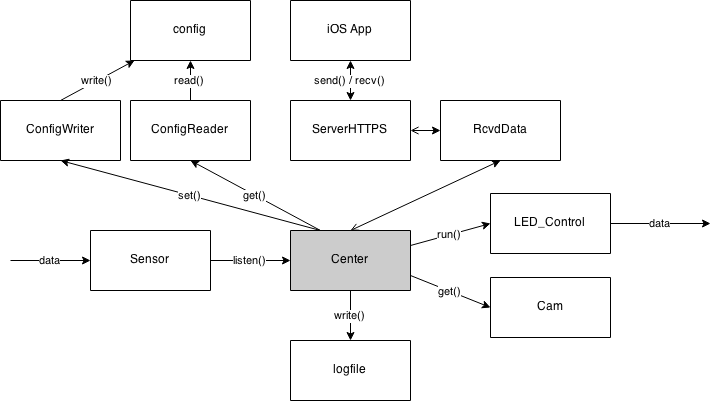 config
iOS App
write()
read()
send() / recv()
ConfigWriter
ConfigReader
ServerHTTPS
RcvdData
set()
get()
LED_Control
data
run()
data
Sensor
listen()
Center
get()
Cam
write()
logfile